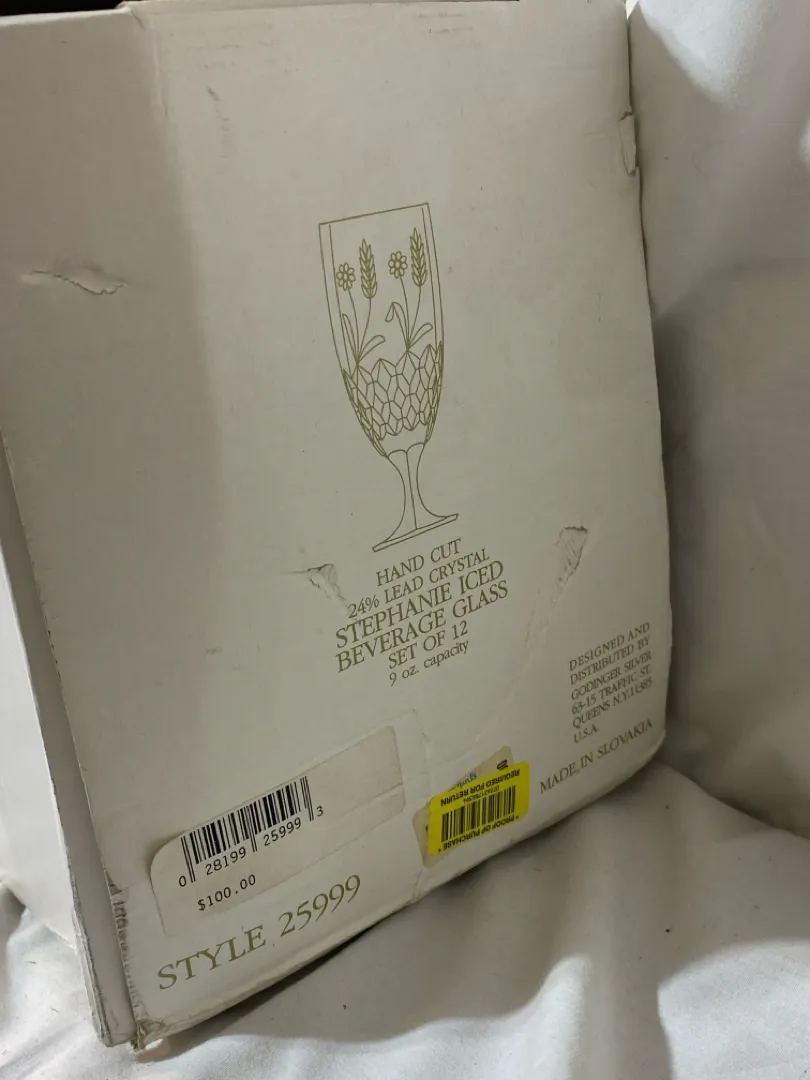 HAND CUT
24% LEAD CRYSTAL
STEPHANIE ICED
BEVERAGE GLASS
SET OF 12
9 oz. capacity
DESIGNED AND
DISTRIBUTED BY
GODINGER SILVER
63-15 TRAFFIC ST.
QUEENS N.Y. 11385
U.S.A.
MADE IN SLOVAKIA
0 28199 25999 3
$100.00
* PROOF OF PURCHASE *
REQUIRED FOR RETURN
STYLE 25999